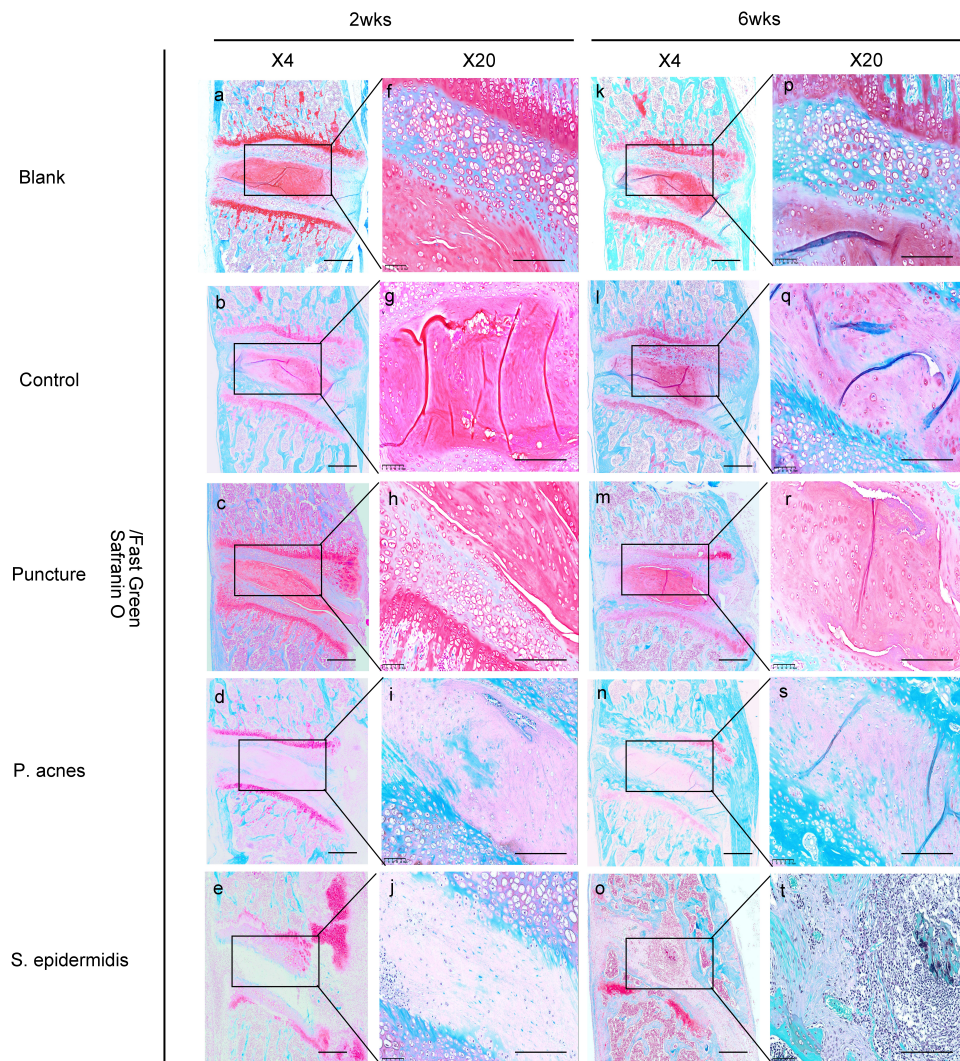 2wks 6wks
X4 X20 X4 X20
Blank a f k p
Control b g l q
Puncture c h m r
P. acnes d i n s
S. epidermidis e j o t
Safranin O
/Fast Green